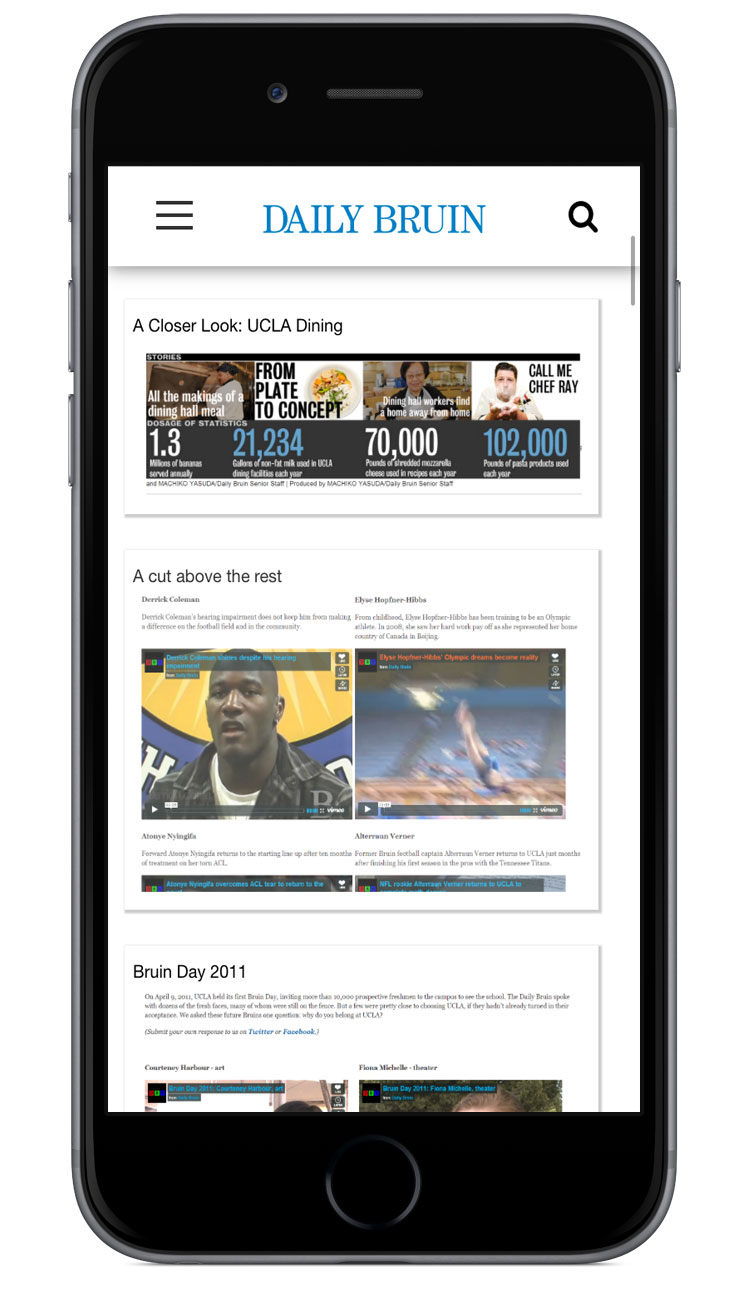 DAILY BRUIN
A Closer Look: UCLA Dining
STORIES
All the makings of a
dining hall meal
FROM
PLATE
TO CONCEPT
Dining hall workers find
a home away from home
CALL ME
CHEF RAY
DOSAGE OF STATISTICS
1.3
Millions of bananas
served annually
21,234
Gallons of non-fat milk used in UCLA
dining facilities each year
70,000
Pounds of shredded mozzarella
cheese used in recipes each year
102,000
Pounds of pasta products used
each year
and MACHIKO YASUDA/Daily Bruin Senior Staff | Produced by MACHIKO YASUDA/Daily Bruin Senior Staff
A cut above the rest
Derrick Coleman
Derrick Coleman's hearing impairment does not keep him from making
a difference on the football field and in the community.
Elyse Hopfner-Hibbs
From childhood, Elyse Hopfner-Hibbs has been training to be an Olympic
athlete. In 2008, she saw her hard work pay off as she represented her home
country of Canada in Beijing.
Derrick Coleman shines despite his hearing
impairment
from Daily Bruin
vimeo
Elyse Hopfner-Hibbs' Olympic dreams become reality
from Daily Bruin
vimeo
Atonye Nyingifa
Forward Atonye Nyingifa returns to the starting line up after ten months
of treatment on her torn ACL.
Alterraun Verner
Former Bruin football captain Alterraun Verner returns to UCLA just months
after finishing his first season in the pros with the Tennessee Titans.
Atonye Nyingifa overcomes ACL tear to return to the
NFL rookie Alterraun Verner returns to UCLA to
Bruin Day 2011
On April 9, 2011, UCLA held its first Bruin Day, inviting more than 10,000 prospective freshmen to the campus to see the school. The Daily Bruin spoke
with dozens of the fresh faces, many of whom were still on the fence. But a few were pretty close to choosing UCLA, if they hadn't already turned in their
acceptance. We asked these future Bruins one question: why do you belong at UCLA?
(Submit your own response to us on Twitter or Facebook.)
Courteney Harbour - art
Fiona Michelle - theater
Bruin Day 2011: Courteney Harbour, art
from Daily Bruin
Bruin Day 2011: Fiona Michelle, theater
from Daily Bruin